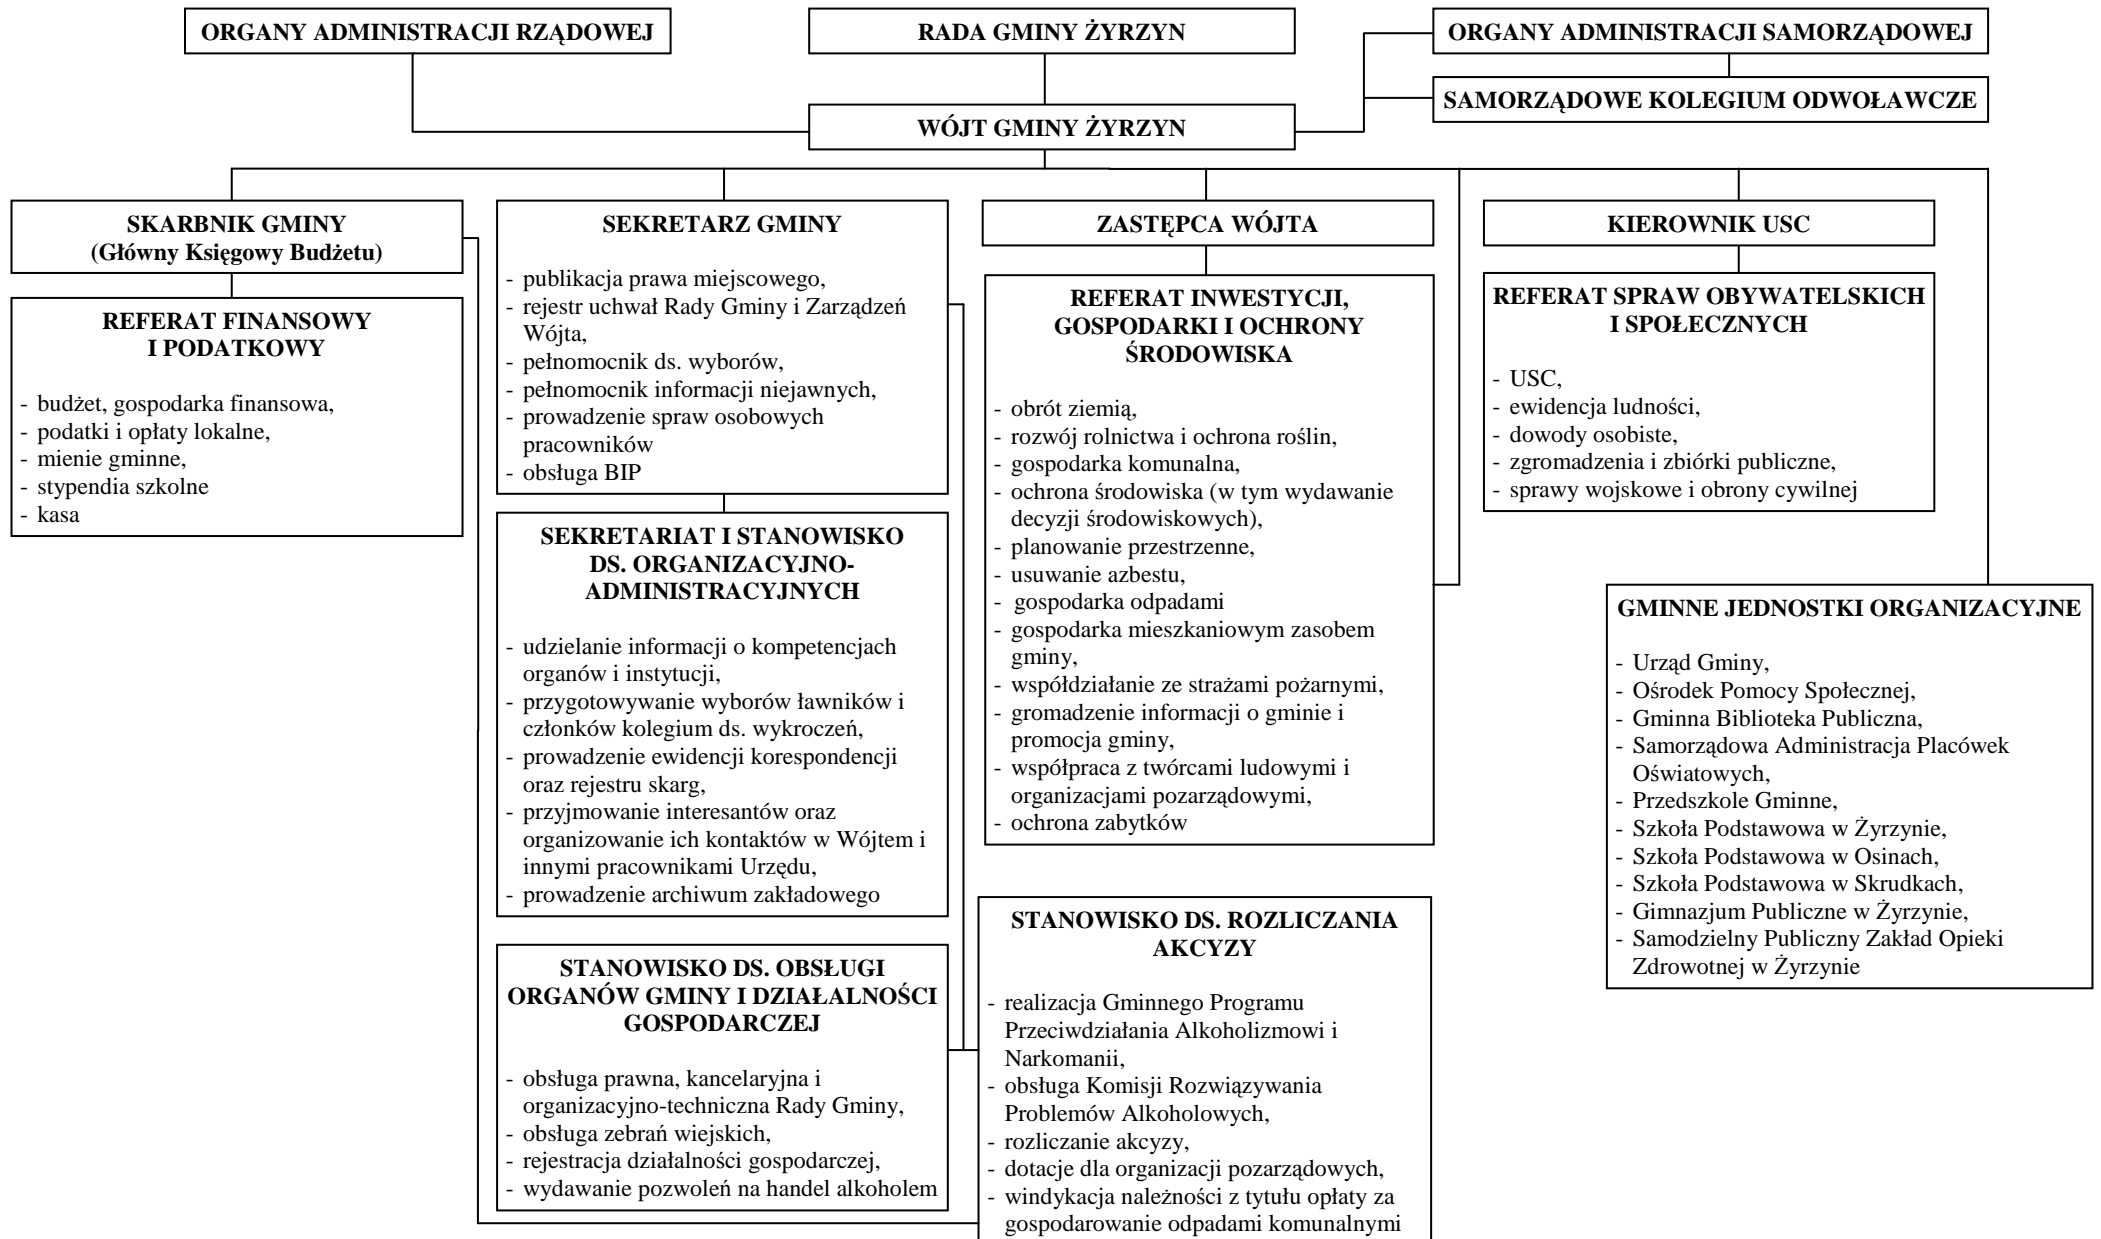 ORGANY ADMINISTRACJI RZĄDOWEJ
RADA GMINY ŻYRZYN
ORGANY ADMINISTRACJI SAMORZĄDOWEJ
SAMORZĄDOWE KOLEGIUM ODWOŁAWCZE
WÓJT GMINY ŻYRZYN
SKARBNIK GMINY
(Główny Księgowy Budżetu)
REFERAT FINANSOWY
I PODATKOWY
- budżet, gospodarka finansowa,
- podatki i opłaty lokalne,
- mienie gminne,
- stypendia szkolne
- kasa
SEKRETARZ GMINY
- publikacja prawa miejscowego,
- rejestr uchwał Rady Gminy i Zarządzeń
Wójta,
- pełnomocnik ds. wyborów,
- pełnomocnik informacji niejawnych,
- prowadzenie spraw osobowych
pracowników
- obsługa BIP
SEKRETARIAT I STANOWISKO
DS. ORGANIZACYJNO-
ADMINISTRACYJNYCH
- udzielanie informacji o kompetencjach
organów i instytucji,
- przygotowywanie wyborów ławników i
członków kolegium ds. wykroczeń,
- prowadzenie ewidencji korespondencji
oraz rejestru skarg,
- przyjmowanie interesantów oraz
organizowanie ich kontaktów w Wójtem i
innymi pracownikami Urzędu,
- prowadzenie archiwum zakładowego
STANOWISKO DS. OBSŁUGI
ORGANÓW GMINY I DZIAŁALNOŚCI
GOSPODARCZEJ
- obsługa prawna, kancelaryjna i
organizacyjno-techniczna Rady Gminy,
- obsługa zebrań wiejskich,
- rejestracja działalności gospodarczej,
- wydawanie pozwoleń na handel alkoholem
ZASTĘPCA WÓJTA
REFERAT INWESTYCJI,
GOSPODARKI I OCHRONY
ŚRODOWISKA
- obrót ziemią,
- rozwój rolnictwa i ochrona roślin,
- gospodarka komunalna,
- ochrona środowiska (w tym wydawanie
decyzji środowiskowych),
- planowanie przestrzenne,
- usuwanie azbestu,
- gospodarka odpadami
- gospodarka mieszkaniowym zasobem
gminy,
- współdziałanie ze strażami pożarnymi,
- gromadzenie informacji o gminie i
promocja gminy,
- współpraca z twórcami ludowymi i
organizacjami pozarządowymi,
- ochrona zabytków
STANOWISKO DS. ROZLICZANIA
AKCYZY
- realizacja Gminnego Programu
Przeciwdziałania Alkoholizmowi i
Narkomanii,
- obsługa Komisji Rozwiązywania
Problemów Alkoholowych,
- rozliczanie akcyzy,
- dotacje dla organizacji pozarządowych,
- windykacja należności z tytułu opłaty za
gospodarowanie odpadami komunalnymi
KIEROWNIK USC
REFERAT SPRAW OBYWATELSKICH
I SPOŁECZNYCH
- USC,
- ewidencja ludności,
- dowody osobiste,
- zgromadzenia i zbiórki publiczne,
- sprawy wojskowe i obrony cywilnej
GMINNE JEDNOSTKI ORGANIZACYJNE
- Urząd Gminy,
- Ośrodek Pomocy Społecznej,
- Gminna Biblioteka Publiczna,
- Samorządowa Administracja Placówek
Oświatowych,
- Przedszkole Gminne,
- Szkoła Podstawowa w Żyrzynie,
- Szkoła Podstawowa w Osinach,
- Szkoła Podstawowa w Skrudkach,
- Gimnazjum Publiczne w Żyrzynie,
- Samodzielny Publiczny Zakład Opieki
Zdrowotnej w Żyrzynie